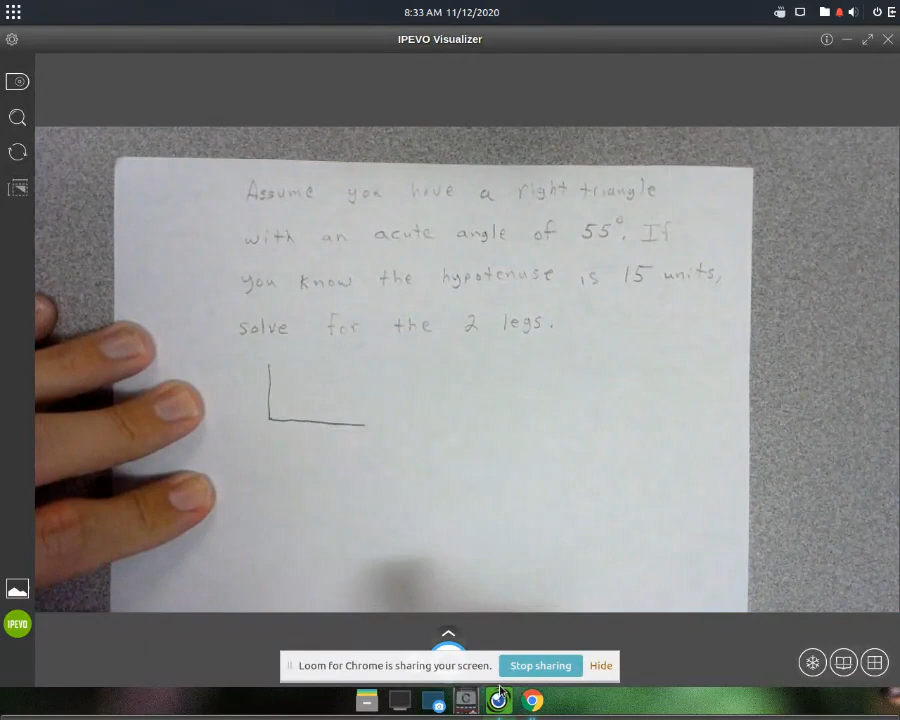 8:33 AM 11/12/2020
IPEVO Visualizer
Assume you have a right triangle
with an acute angle of 55°. If
you know the hypotenuse is 15 units,
solve for the 2 legs.
IPEVO
Loom for Chrome is sharing your screen.
Stop sharing
Hide
C